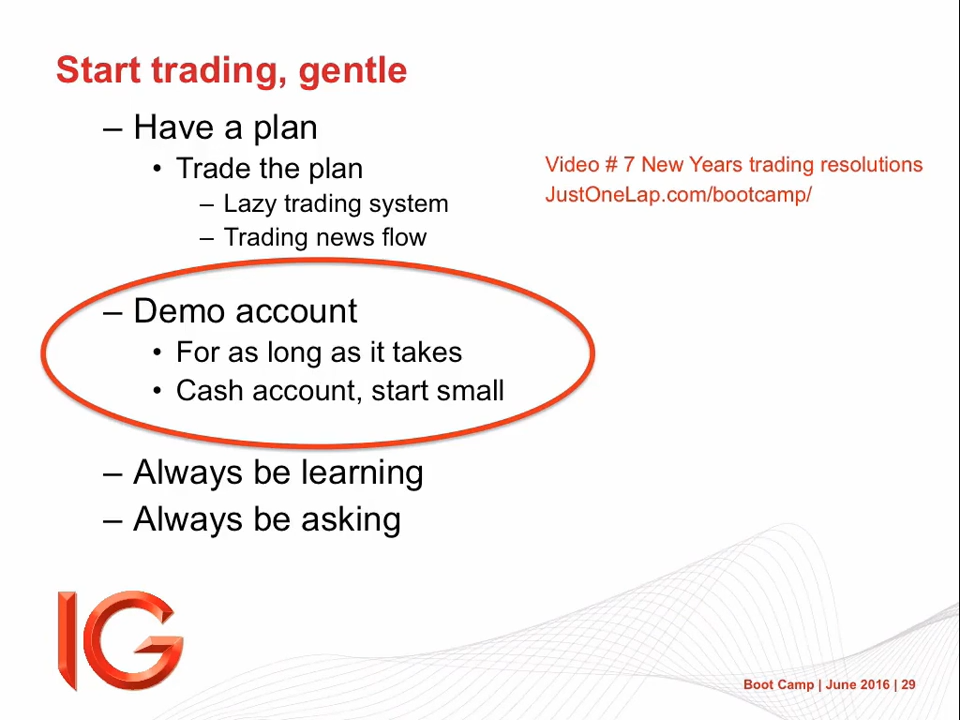 Start trading, gentle
– Have a plan
• Trade the plan
– Lazy trading system
– Trading news flow
Video # 7 New Years trading resolutions
JustOneLap.com/bootcamp/
– Demo account
• For as long as it takes
• Cash account, start small
– Always be learning
– Always be asking
IG
Boot Camp | June 2016 | 29